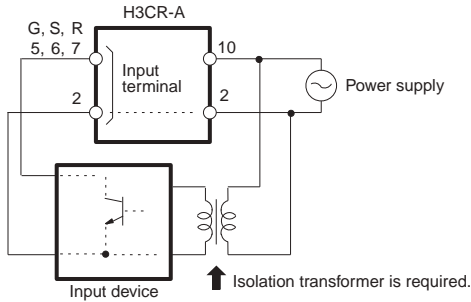 H3CR-A
G, S, R
5, 6, 7
10
Input
terminal
2
2
Power supply
Isolation transformer is required.
Input device